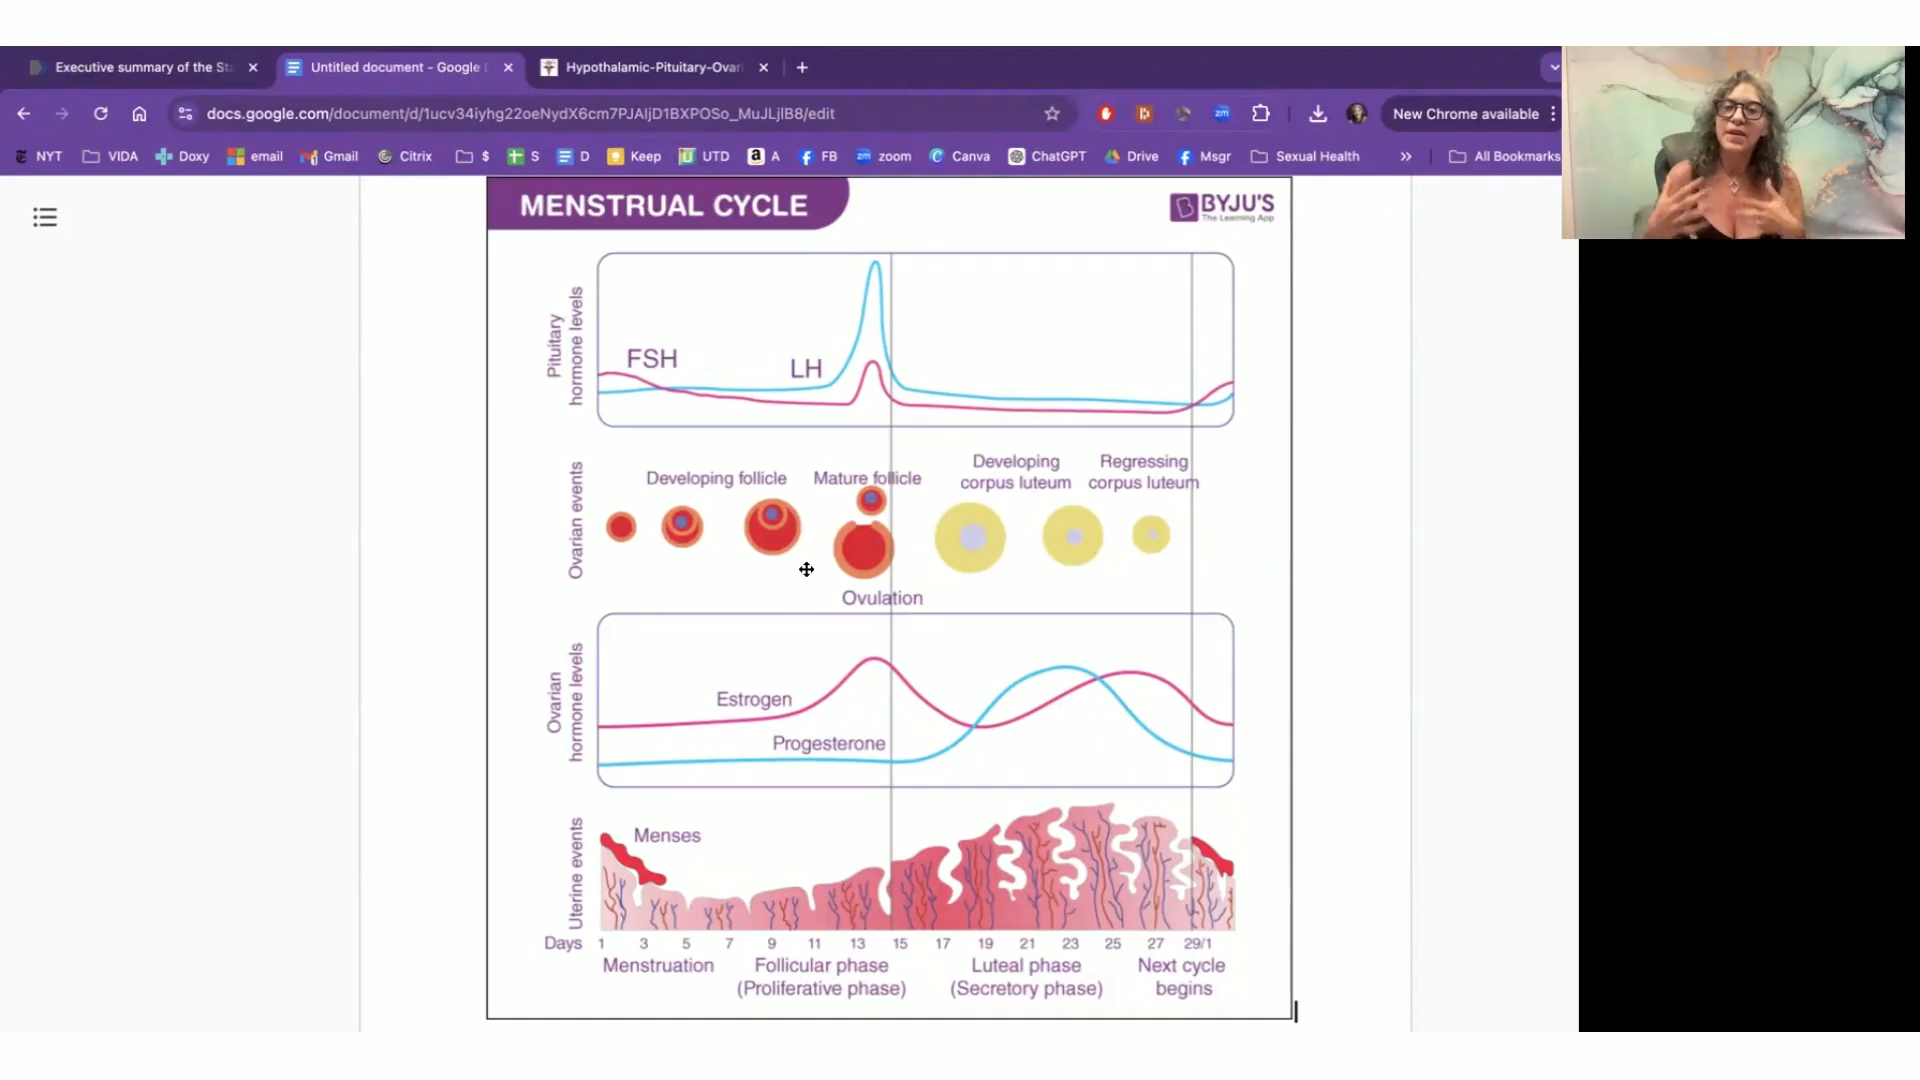 Executive summary of the St
Untitled document - Google
Hypothalamic-Pituitary-Ovar
docs.google.com/document/d/1ucv34iyhg22oeNydX6cm7PJAIjD1BXPOSo_MuJLjlB8/edit
New Chrome available
NYT VIDA Doxy email Gmail Citrix $ S D Keep UTD A FB zoom Canva ChatGPT Drive Msgr Sexual Health » All Bookmarks
MENSTRUAL CYCLE
BYJU'S
The Learning App
Pituitary
hormone levels
FSH
LH
Ovarian events
Developing follicle
Mature follicle
Developing
corpus luteum
Regressing
corpus luteum
Ovulation
Ovarian
hormone levels
Estrogen
Progesterone
Uterine events
Menses
Days 1 3 5 7 9 11 13 15 17 19 21 23 25 27 29/1
Menstruation
Follicular phase
(Proliferative phase)
Luteal phase
(Secretory phase)
Next cycle
begins